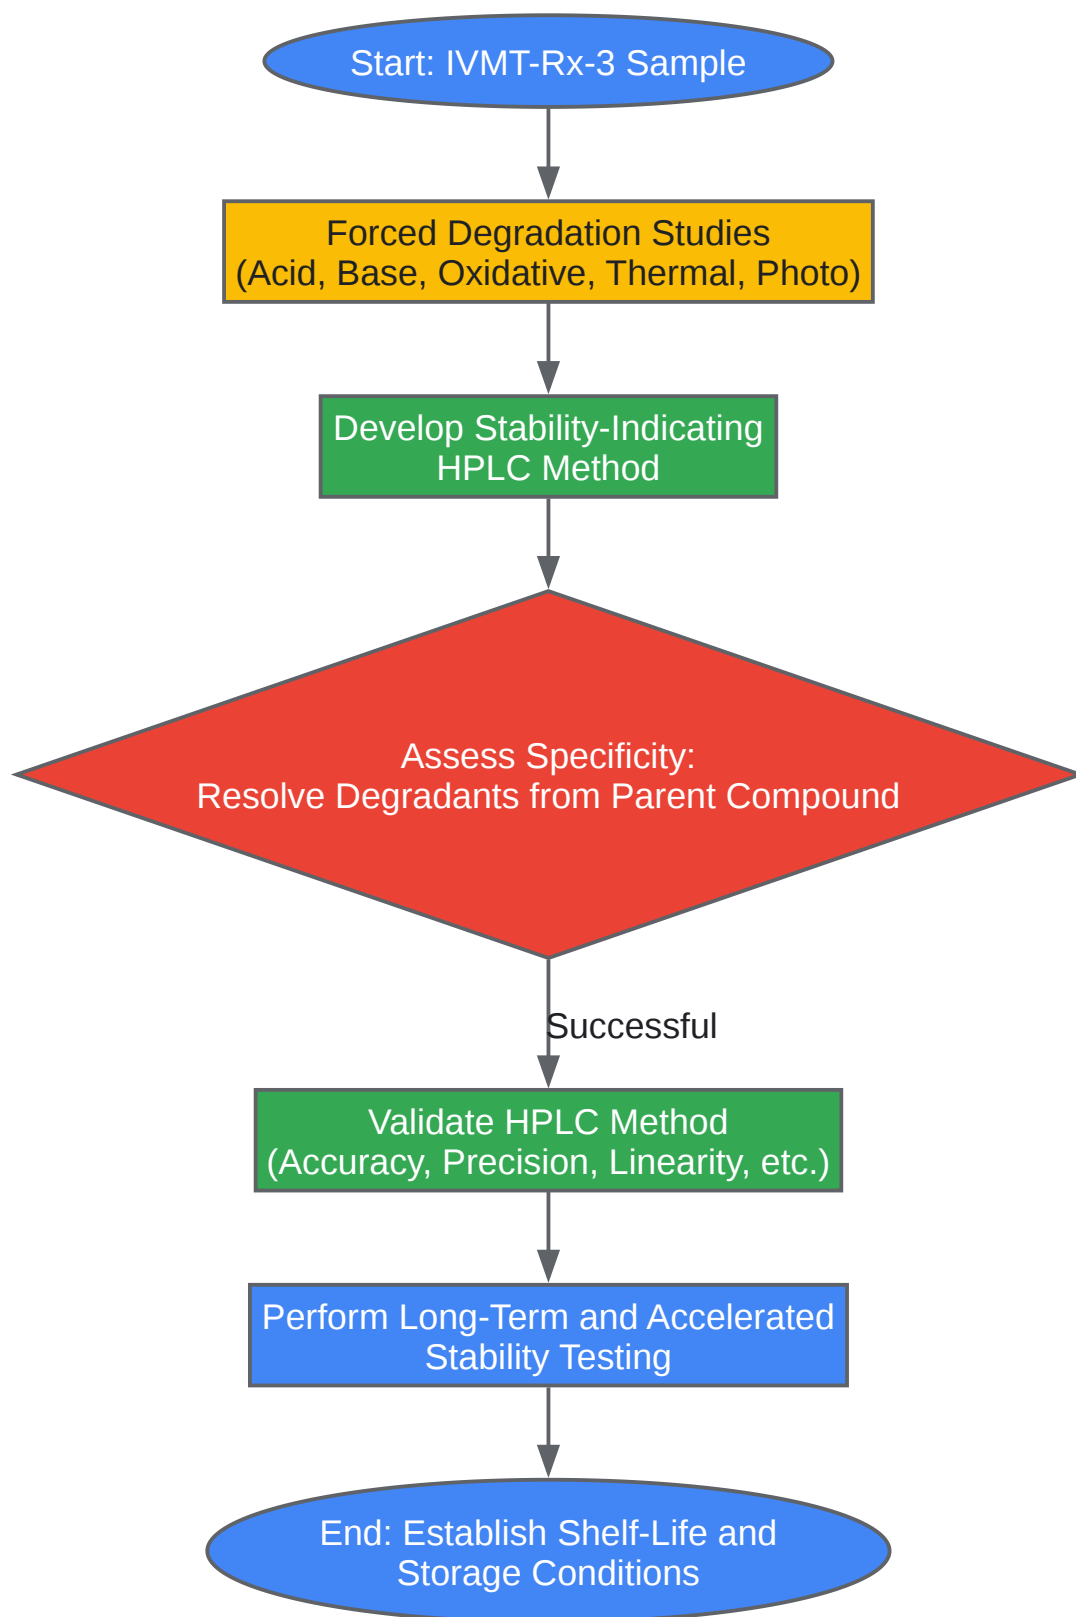 Start: IVMT-Rx-3 Sample
Forced Degradation Studies
(Acid, Base, Oxidative, Thermal, Photo)
Develop Stability-Indicating
HPLC Method
Assess Specificity:
Resolve Degradants from Parent Compound
Successful
Validate HPLC Method
(Accuracy, Precision, Linearity, etc.)
Perform Long-Term and Accelerated
Stability Testing
End: Establish Shelf-Life and
Storage Conditions